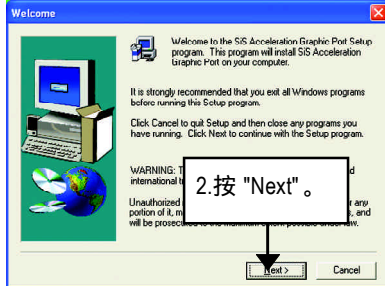 Welcome
Welcome to the SiS Acceleration Graphic Port Setup
program. This program will install SiS Acceleration
Graphic Port on your computer.
It is strongly recommended that you exit all Windows programs
before running this Setup program.
Click Cancel to quit Setup and then close any programs you
have running. Click Next to continue with the Setup program.
WARNING:
international
2.按 "Next" 。
Unauthorized
any
portion of it,
and
will be
law.
Next >
Cancel